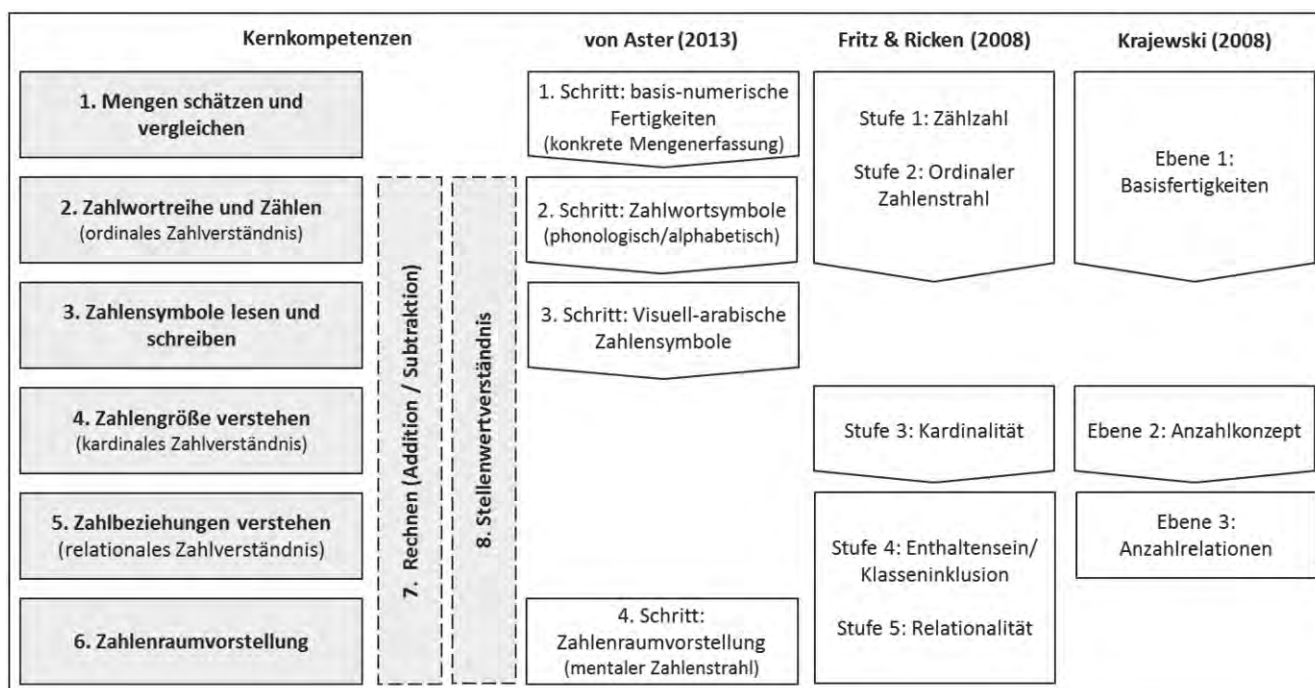 Kernkompetenzen
von Aster (2013)
Fritz & Ricken (2008)
Krajewski (2008)
1. Mengen schätzen und
vergleichen
2. Zahlwortreihe und Zählen
(ordinales Zahlverständnis)
3. Zahlensymbole lesen und
schreiben
4. Zahlengröße verstehen
(kardinales Zahlverständnis)
5. Zahlbeziehungen verstehen
(relationales Zahlverständnis)
6. Zahlenraumvorstellung
7. Rechnen (Addition / Subtraktion)
8. Stellenwertverständnis
1. Schritt: basis-numerische
Fertigkeiten
(konkrete Mengenerfassung)
2. Schritt: Zahlwortsymbole
(phonologisch/alphabetisch)
3. Schritt: Visuell-arabische
Zahlensymbole
4. Schritt:
Zahlenraumvorstellung
(mentaler Zahlenstrahl)
Stufe 1: Zählzahl
Stufe 2: Ordinaler
Zahlenstrahl
Stufe 3: Kardinalität
Stufe 4: Enthaltensein/
Klasseninklusion
Stufe 5: Relationalität
Ebene 1:
Basisfertigkeiten
Ebene 2: Anzahlkonzept
Ebene 3:
Anzahlrelationen